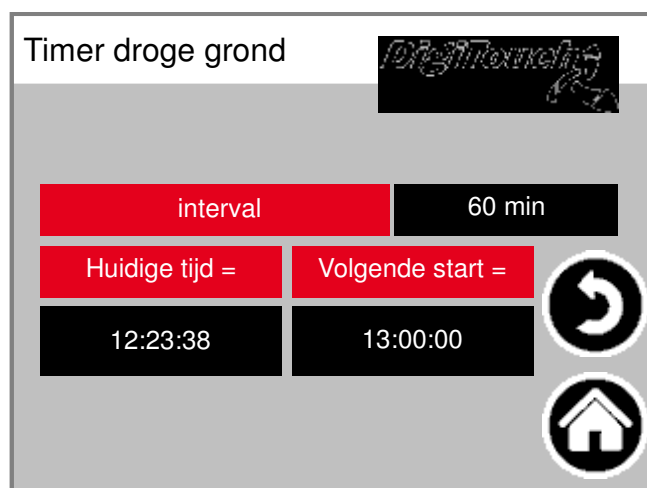 Timer droge grond
DigiTouch
interval
60 min
Huidige tijd =
Volgende start =
12:23:38
13:00:00